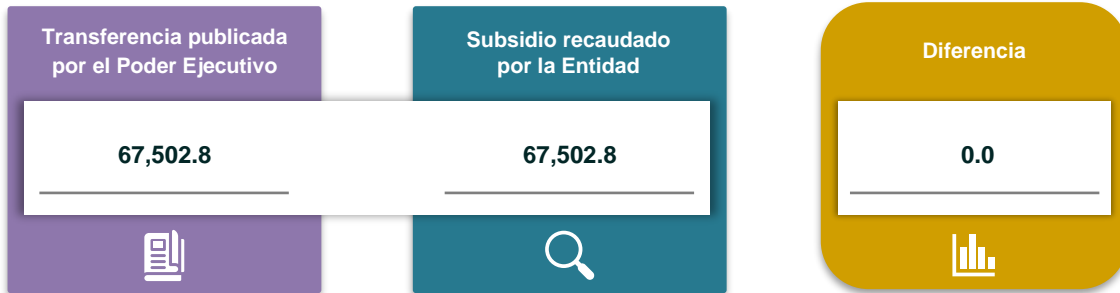 Transferencia publicada
por el Poder Ejecutivo
67,502.8
Subsidio recaudado
por la Entidad
67,502.8
Diferencia
0.0